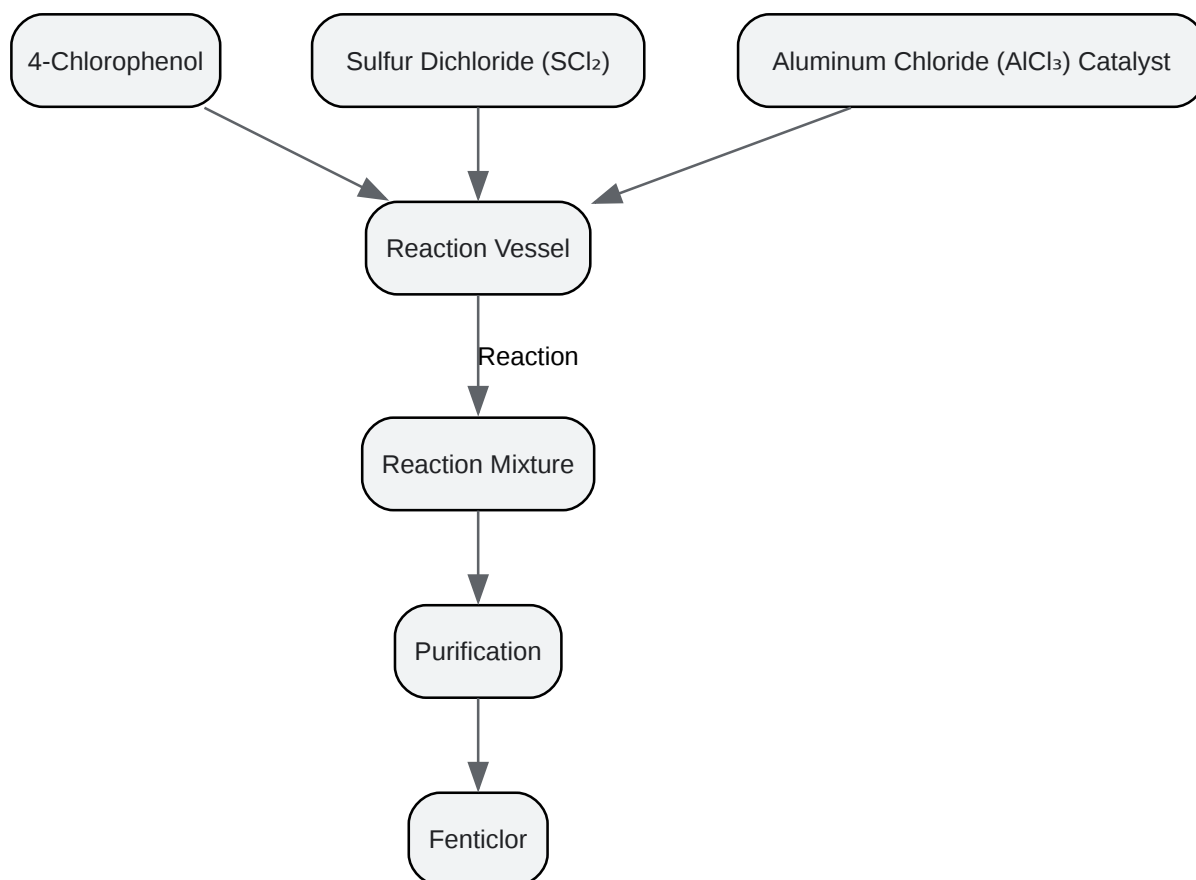 4-Chlorophenol
Sulfur Dichloride (SCl₂)
Aluminum Chloride (AlCl₃) Catalyst
Reaction Vessel
Reaction
Reaction Mixture
Purification
Fenticlor